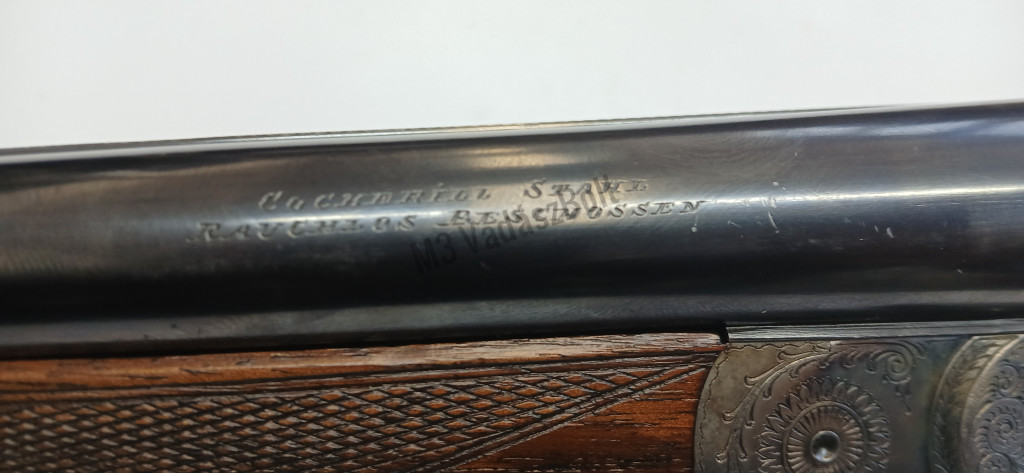 COCKERILL STAHL
RAUCHLOS BESCHOSSEN
M3 VadászBolt